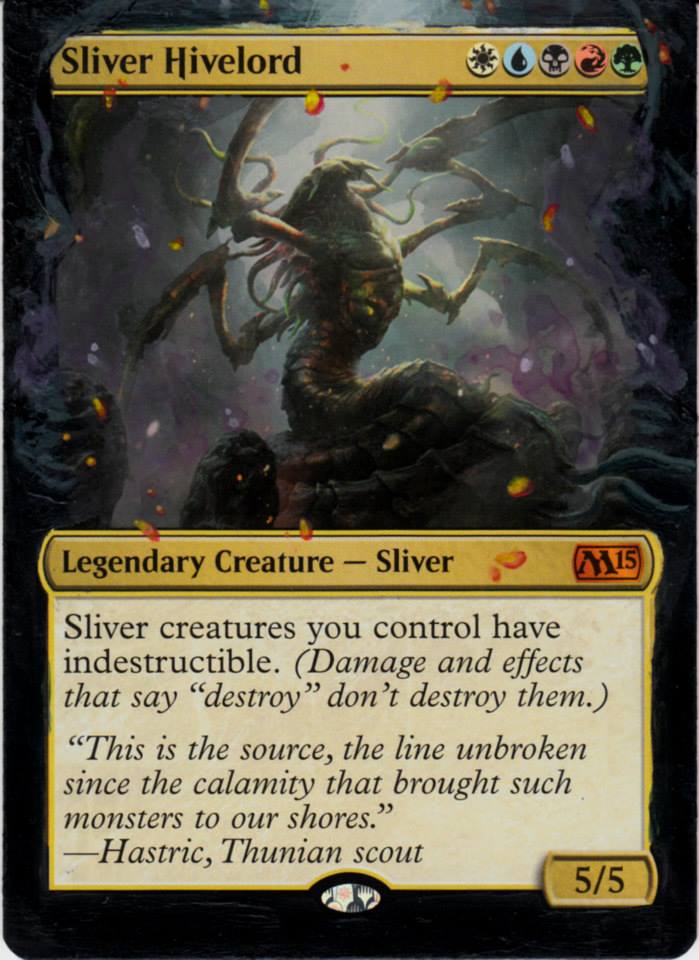 Sliver Hivelord
Legendary Creature — Sliver
M15
Sliver creatures you control have
indestructible. (Damage and effects
that say “destroy” don’t destroy them.)
“This is the source, the line unbroken
since the calamity that brought such
monsters to our shores.”
—Hastric, Thunian scout
5/5